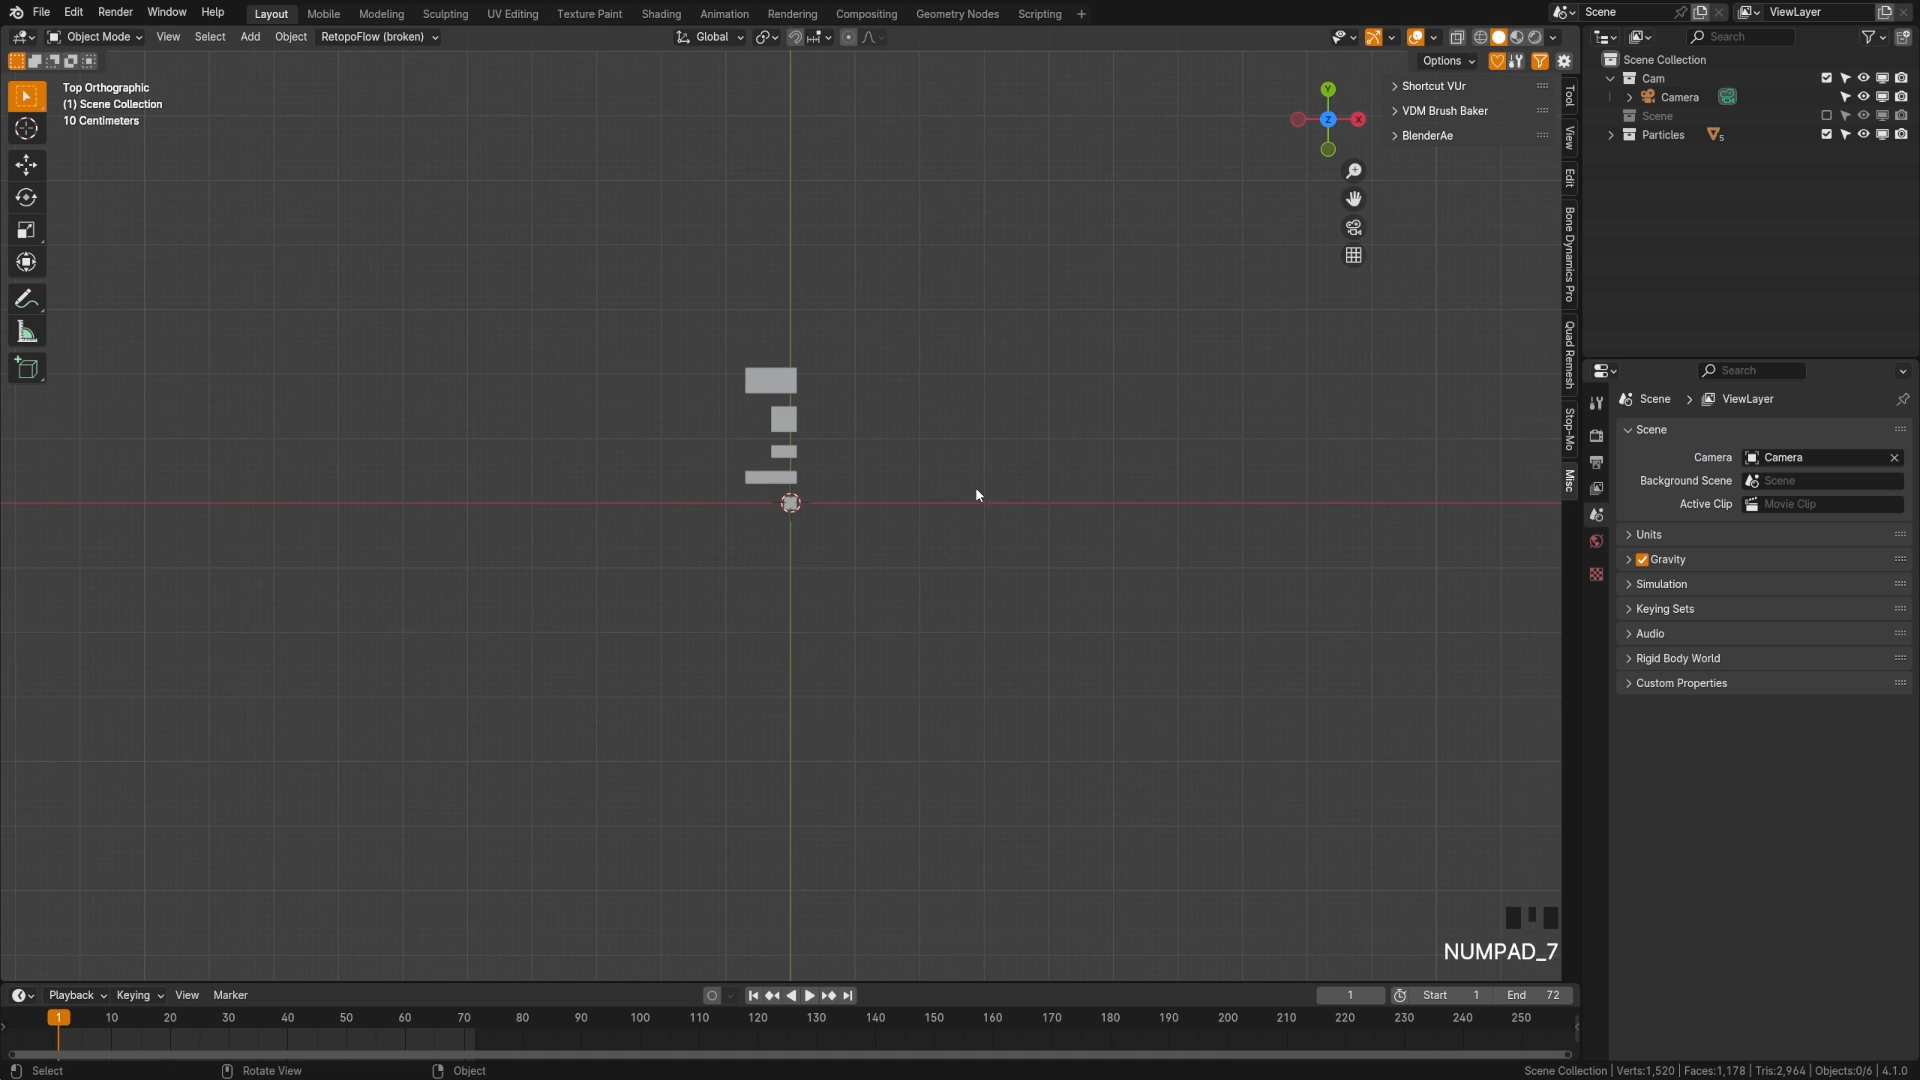 File Edit Render Window Help Layout Mobile Modeling Sculpting UV Editing Texture Paint Shading Animation Rendering Compositing Geometry Nodes Scripting + Scene ViewLayer
Object Mode View Select Add Object RetopoFlow (broken) Global Search
Options
Top Orthographic
(1) Scene Collection
10 Centimeters
Shortcut VUr
VDM Brush Baker
BlenderAe
Y
X
Z
Tool
View
Edit
Bone Dynamics Pro
Quad Remesh
Stop-Mo
Misc
Scene Collection
Cam
Camera
Scene
Particles 5
Search
Scene > ViewLayer
Scene
Camera Camera
Background Scene Scene
Active Clip Movie Clip
Units
Gravity
Simulation
Keying Sets
Audio
Rigid Body World
Custom Properties
NUMPAD_7
Playback Keying View Marker 1 Start 1 End 72
1 10 20 30 40 50 60 70 80 90 100 110 120 130 140 150 160 170 180 190 200 210 220 230 240 250
Select Rotate View Object Scene Collection | Verts:1,520 | Faces:1,178 | Tris:2,964 | Objects:0/6 | 4.1.0